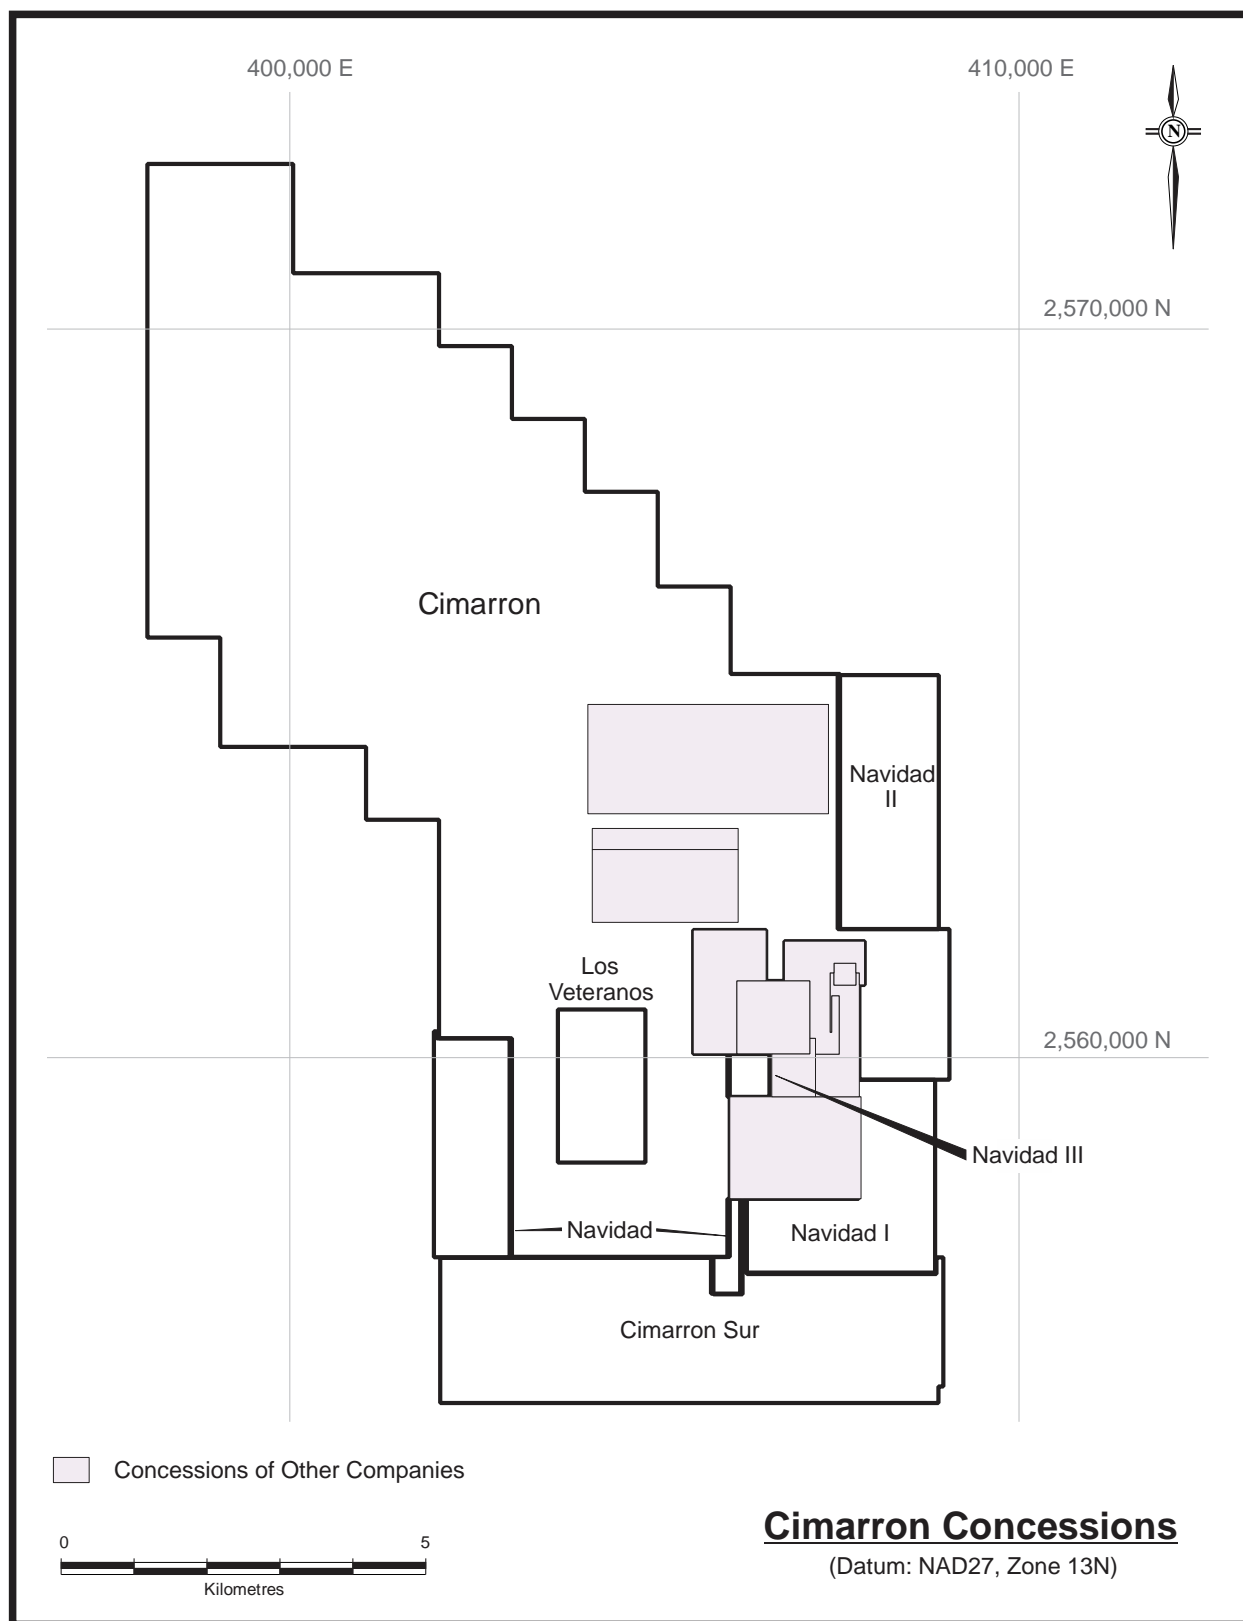 400,000 E
410,000 E
N
2,570,000 N
Cimarron
Navidad
II
Los
Veteranos
2,560,000 N
Navidad III
Navidad
Navidad I
Cimarron Sur
Concessions of Other Companies
0
5
Kilometres
Cimarron Concessions
(Datum: NAD27, Zone 13N)